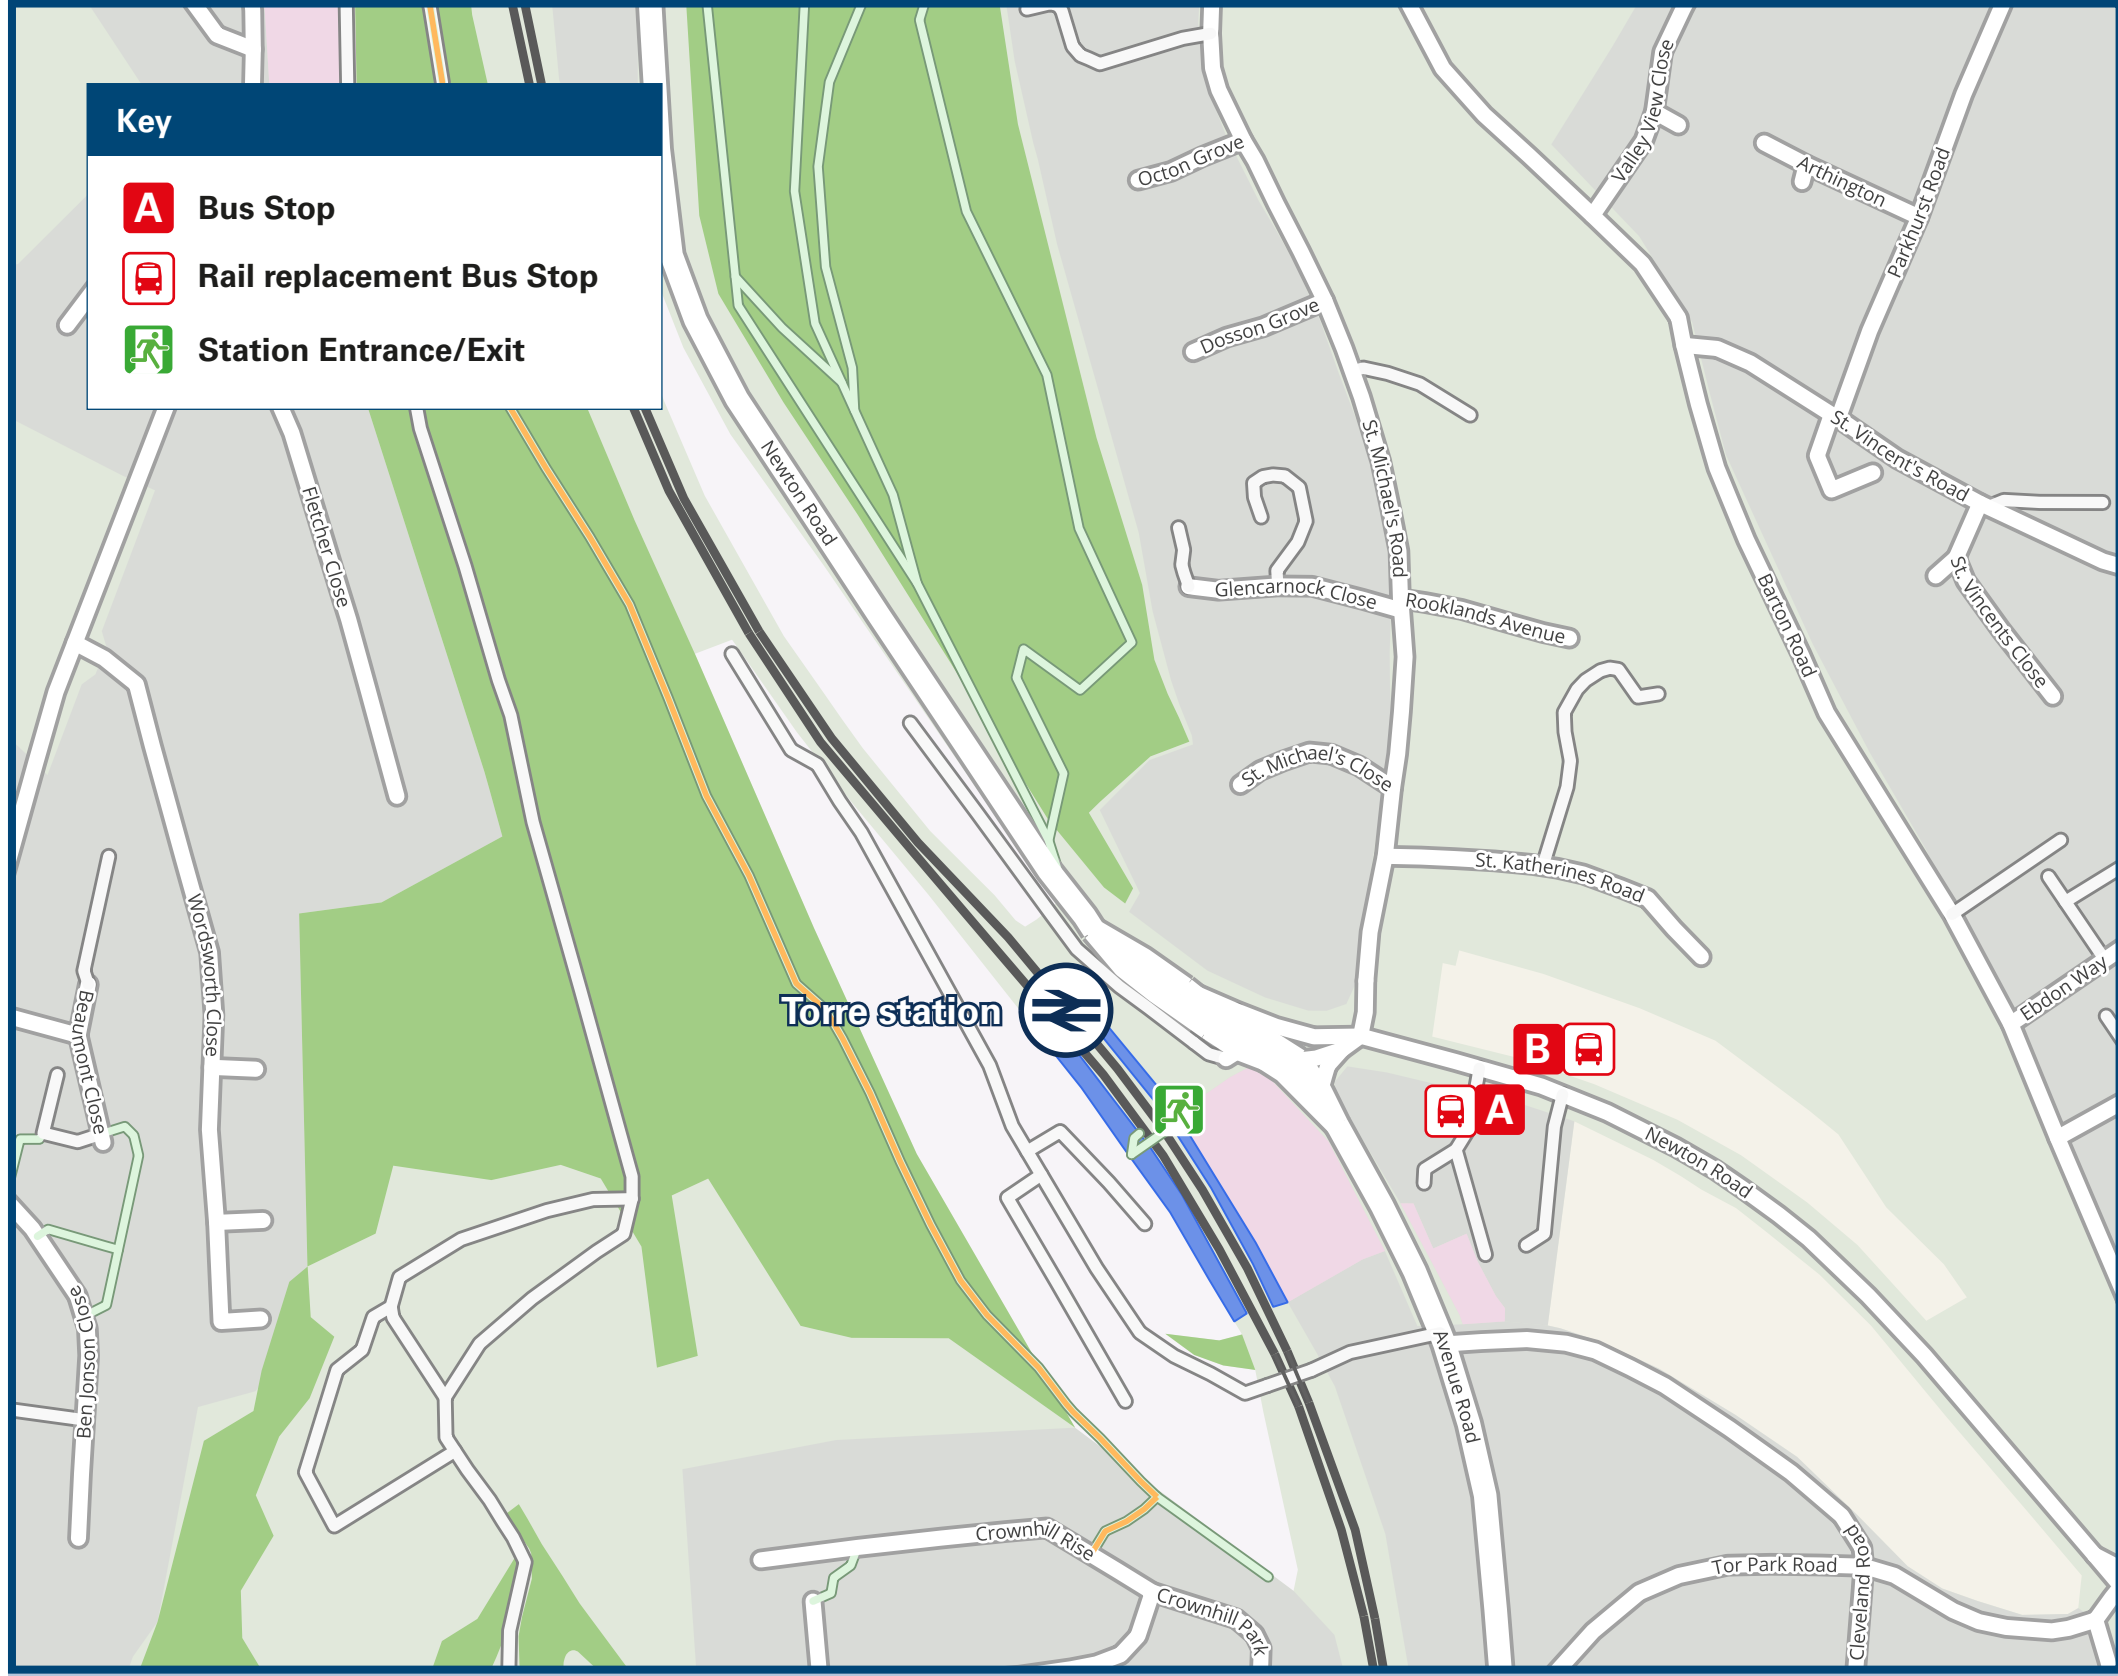 Key
A Bus Stop
Rail replacement Bus Stop
Station Entrance/Exit
Valley View Close
Octon Grove
Arthington
Parkhurst Road
Dosson Grove
Newton Road
St. Michael's Road
St. Vincent's Road
Fletcher Close
Glencarnock Close
Rooklands Avenue
Barton Road
St. Vincents Close
St. Michael's Close
St. Katherines Road
Wordsworth Close
Beaumont Close
Torre station
Ebdon Way
B
A
Newton Road
Ben Jonson Close
Avenue Road
Crownhill Rise
Crownhill Park
Tor Park Road
Cleveland Road